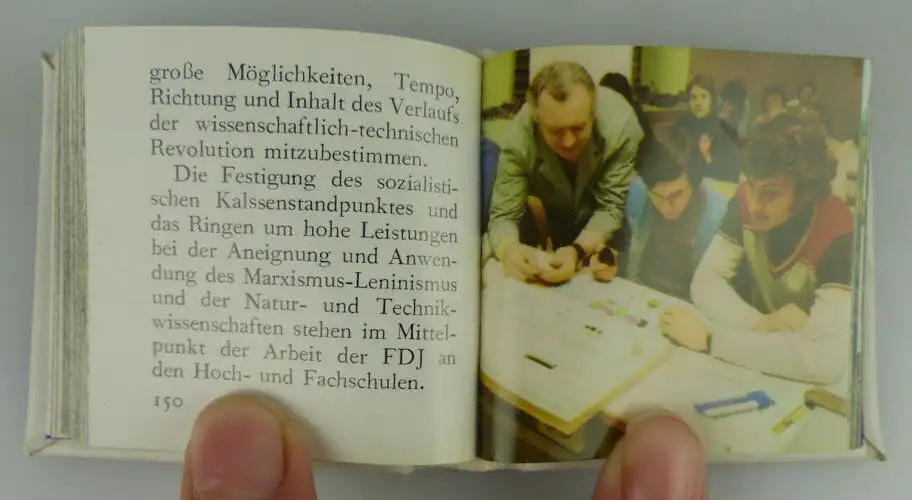 große Möglichkeiten, Tempo,
Richtung und Inhalt des Verlaufs
der wissenschaftlich-technischen
Revolution mitzubestimmen.
Die Festigung des sozialisti-
schen Kalssenstandpunktes und
das Ringen um hohe Leistungen
bei der Aneignung und Anwen-
dung des Marxismus-Leninismus
und der Natur- und Technik-
wissenschaften stehen im Mittel-
punkt der Arbeit der FDJ an
den Hoch- und Fachschulen.
150